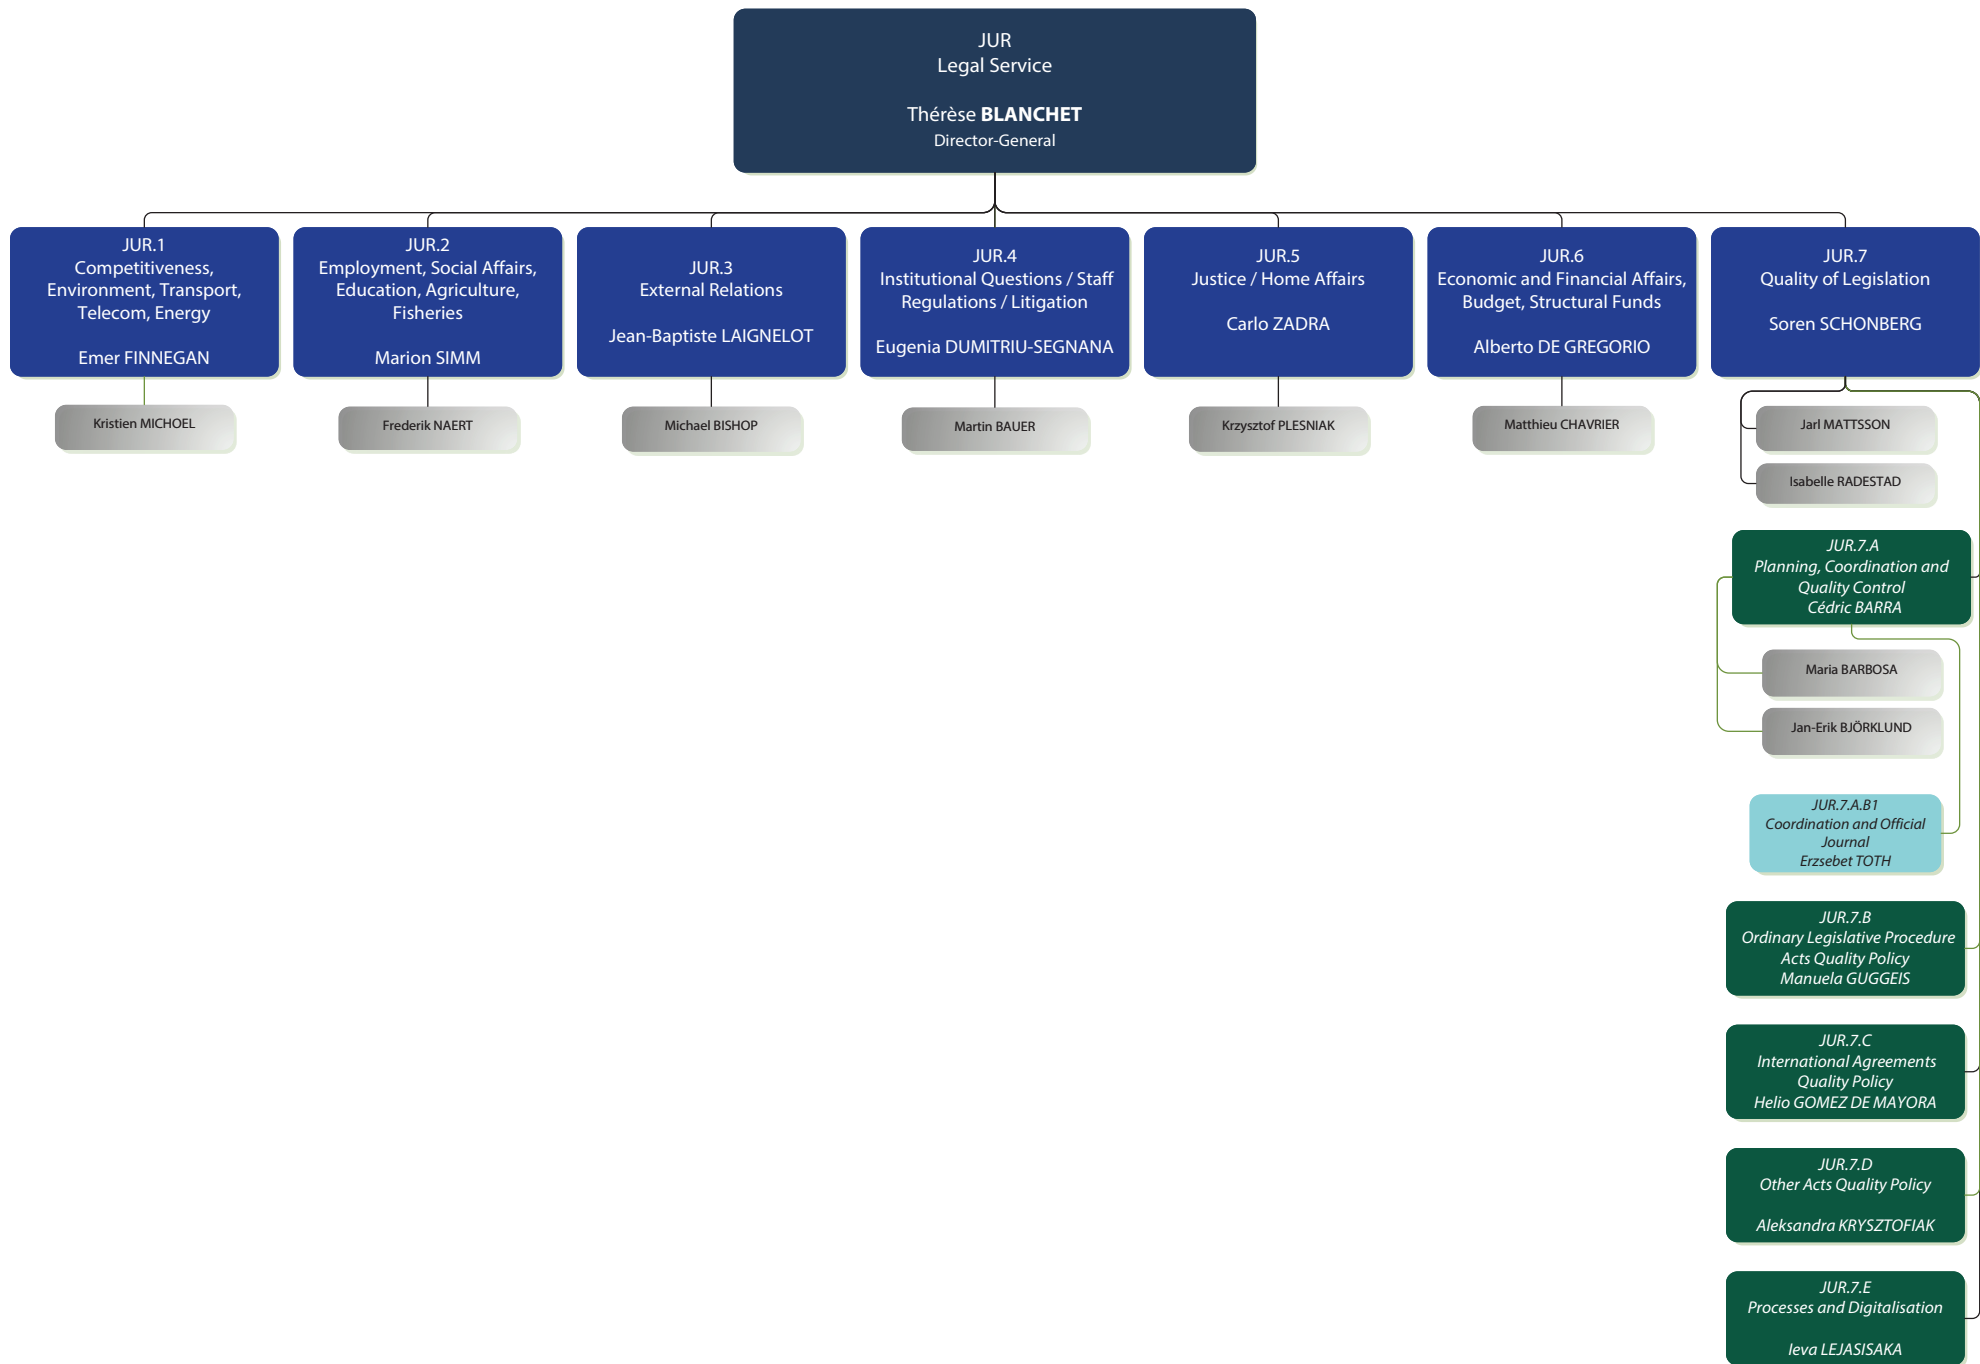 JUR
Legal Service
Thérèse BLANCHET
Director-General
JUR.1
Competitiveness,
Environment, Transport,
Telecom, Energy
Emer FINNEGAN
JUR.2
Employment, Social Affairs,
Education, Agriculture,
Fisheries
Marion SIMM
JUR.3
External Relations
Jean-Baptiste LAIGNELOT
JUR.4
Institutional Questions / Staff
Regulations / Litigation
Eugenia DUMITRIU-SEGNANA
JUR.5
Justice / Home Affairs
Carlo ZADRA
JUR.6
Economic and Financial Affairs,
Budget, Structural Funds
Alberto DE GREGORIO
JUR.7
Quality of Legislation
Soren SCHONBERG
Kristien MICHOEL
Frederik NAERT
Michael BISHOP
Martin BAUER
Krzysztof PLESNIAK
Matthieu CHAVRIER
Jarl MATTSSON
Isabelle RADESTAD
JUR.7.A
Planning, Coordination and
Quality Control
Cédric BARRA
Maria BARBOSA
Jan-Erik BJÖRKLUND
JUR.7.A.B1
Coordination and Official
Journal
Erzsebet TOTH
JUR.7.B
Ordinary Legislative Procedure
Acts Quality Policy
Manuela GUGGEIS
JUR.7.C
International Agreements
Quality Policy
Helio GOMEZ DE MAYORA
JUR.7.D
Other Acts Quality Policy
Aleksandra KRYSZTOFIAK
JUR.7.E
Processes and Digitalisation
Ieva LEJASISAKA